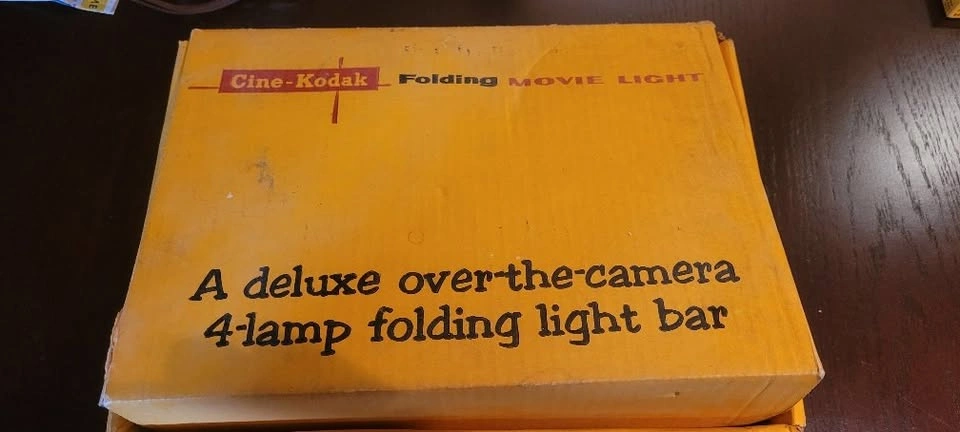 Cine-Kodak Folding MOVIE LIGHT
A deluxe over-the-camera
4-lamp folding light bar